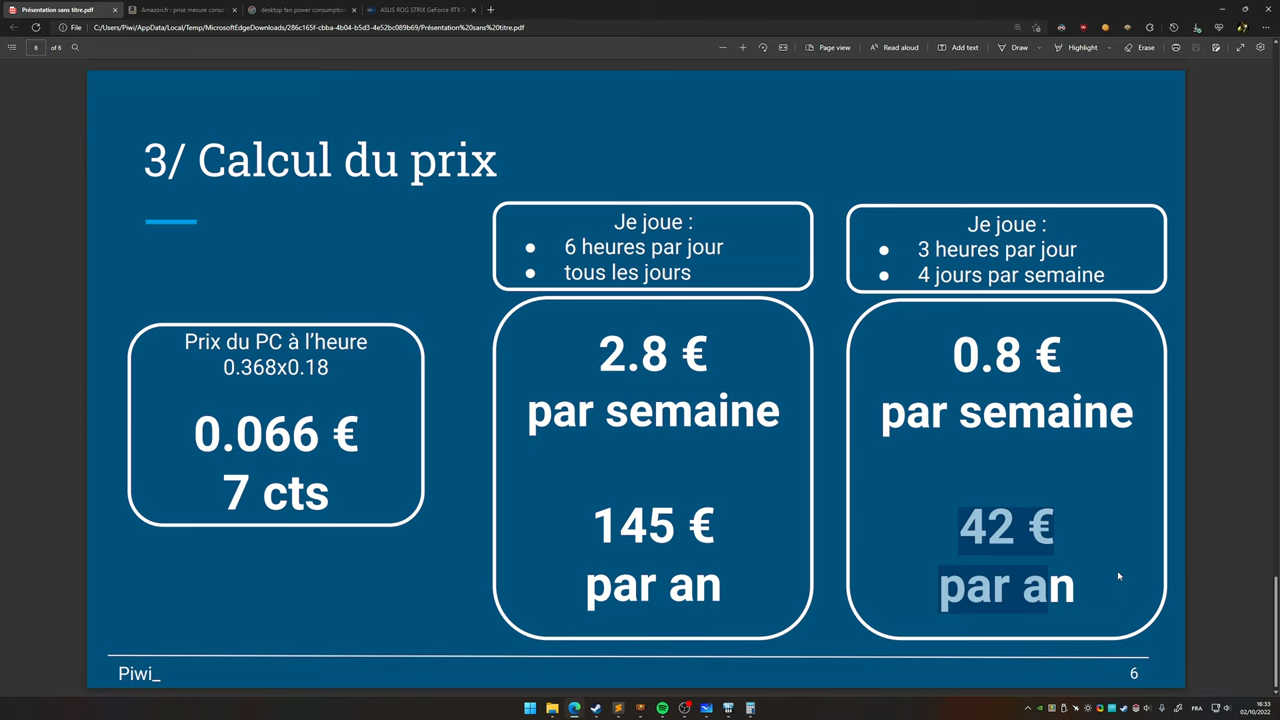 Présentation sans titre.pdf
Amazon.fr : prise mesure cons
desktop fan power consumption
ASUS ROG STRIX GeForce RTX 3
File
C:/Users/Piwi/AppData/Local/Temp/MicrosoftEdgeDownloads/286c165f-cbba-4b04-b5d3-4e52bc089b69/Présentation%20sans%20titre.pdf
6 of 6
Page view
Read aloud
Add text
Draw
Highlight
Erase
3/ Calcul du prix
Prix du PC à l'heure
0.368x0.18
0.066 €
7 cts
Je joue :
● 6 heures par jour
● tous les jours
2.8 €
par semaine
145 €
par an
Je joue :
● 3 heures par jour
● 4 jours par semaine
0.8 €
par semaine
42 €
par an
Piwi_
6
FRA
16:33
02/10/2022